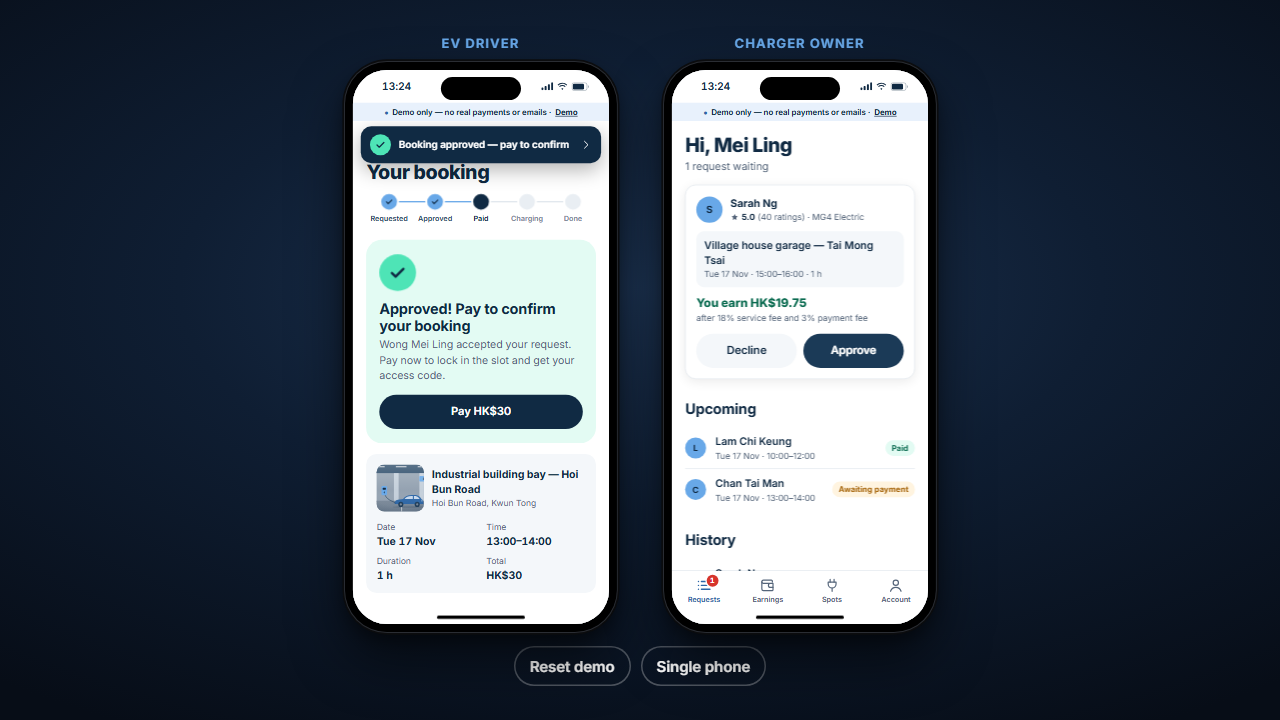 EV DRIVER
13:24
Demo only — no real payments or emails · Demo
Booking approved — pay to confirm
Your booking
Requested Approved Paid Charging Done
Approved! Pay to confirm
your booking
Wong Mei Ling accepted your request.
Pay now to lock in the slot and get your
access code.
Pay HK$30
Industrial building bay — Hoi
Bun Road
Hoi Bun Road, Kwun Tong
Date Time
Tue 17 Nov 13:00–14:00
Duration Total
1 h HK$30
CHARGER OWNER
13:24
Demo only — no real payments or emails · Demo
Hi, Mei Ling
1 request waiting
S
Sarah Ng
★ 5.0 (40 ratings) · MG4 Electric
Village house garage — Tai Mong
Tsai
Tue 17 Nov · 15:00–16:00 · 1 h
You earn HK$19.75
after 18% service fee and 3% payment fee
Decline Approve
Upcoming
L
Lam Chi Keung
Paid
Tue 17 Nov · 10:00–12:00
C
Chan Tai Man
Awaiting payment
Tue 17 Nov · 13:00–14:00
History
1
Requests Earnings Spots Account
Reset demo Single phone